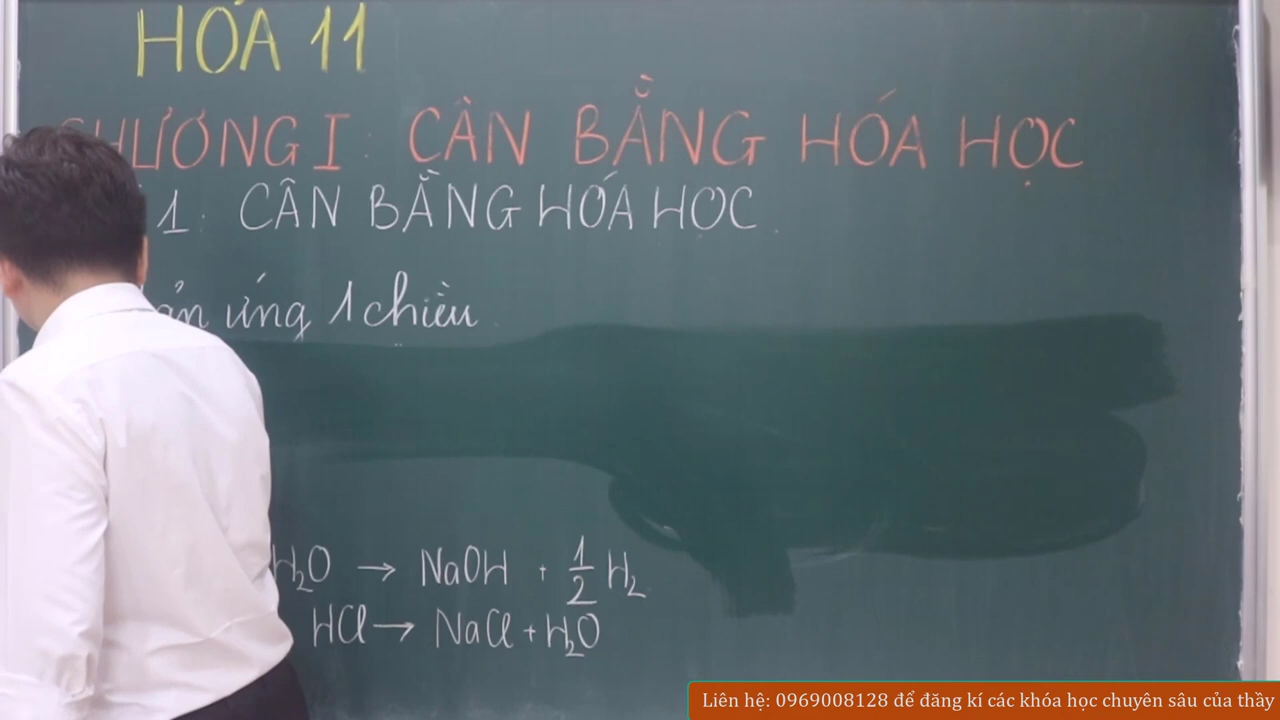 HÓA 11
CHƯƠNG I: CÂN BẰNG HÓA HỌC
1: CÂN BẰNG HÓA HỌC.
ứng 1 chiều.
H₂O → NaOH + 1/2 H₂
HCl → NaCl + H₂O
Liên hệ: 0969008128 để đăng kí các khóa học chuyên sâu của thầy